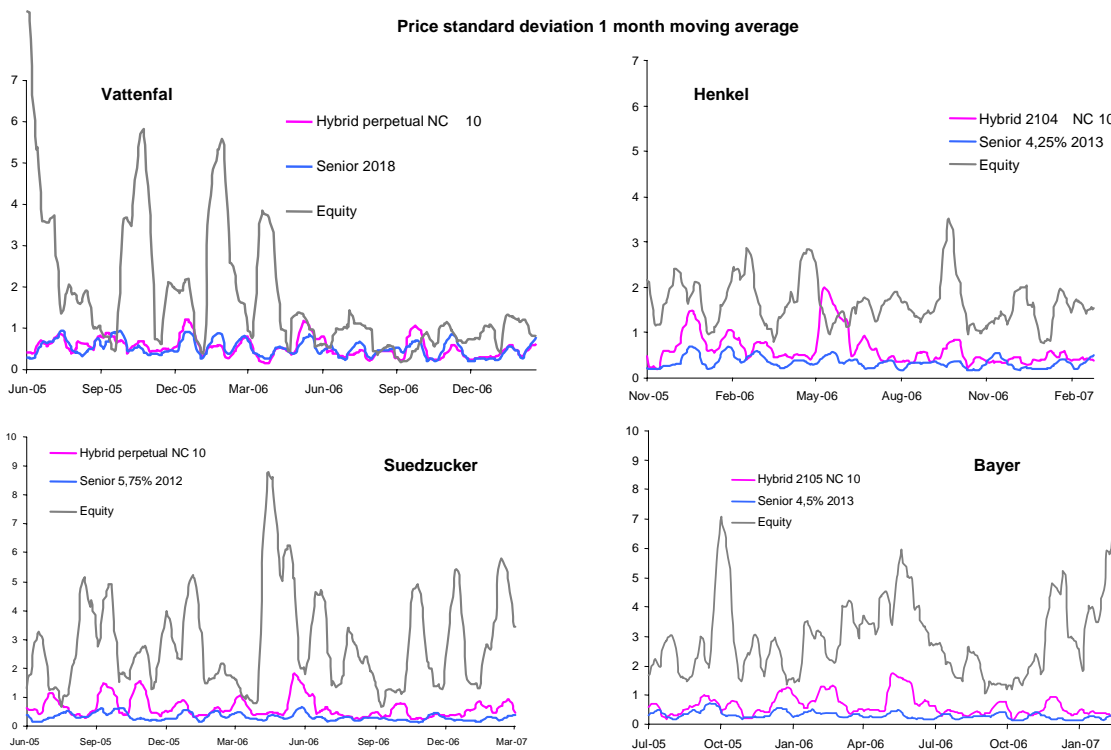 Price standard deviation 1 month moving average
Vattenfal
Hybrid perpetual NC 10
Senior 2018
Equity
7
6
5
4
3
2
1
0
Jun-05 Sep-05 Dec-05 Mar-06 Jun-06 Sep-06 Dec-06
Henkel
Hybrid 2104 NC 10
Senior 4,25% 2013
Equity
7
6
5
4
3
2
1
0
Nov-05 Feb-06 May-06 Aug-06 Nov-06 Feb-07
Suedzucker
Hybrid perpetual NC 10
Senior 5,75% 2012
Equity
10
9
8
7
6
5
4
3
2
1
0
Jun-05 Sep-05 Dec-05 Mar-06 Jun-06 Sep-06 Dec-06 Mar-07
Bayer
Hybrid 2105 NC 10
Senior 4,5% 2013
Equity
10
9
8
7
6
5
4
3
2
1
0
Jul-05 Oct-05 Jan-06 Apr-06 Jul-06 Oct-06 Jan-07